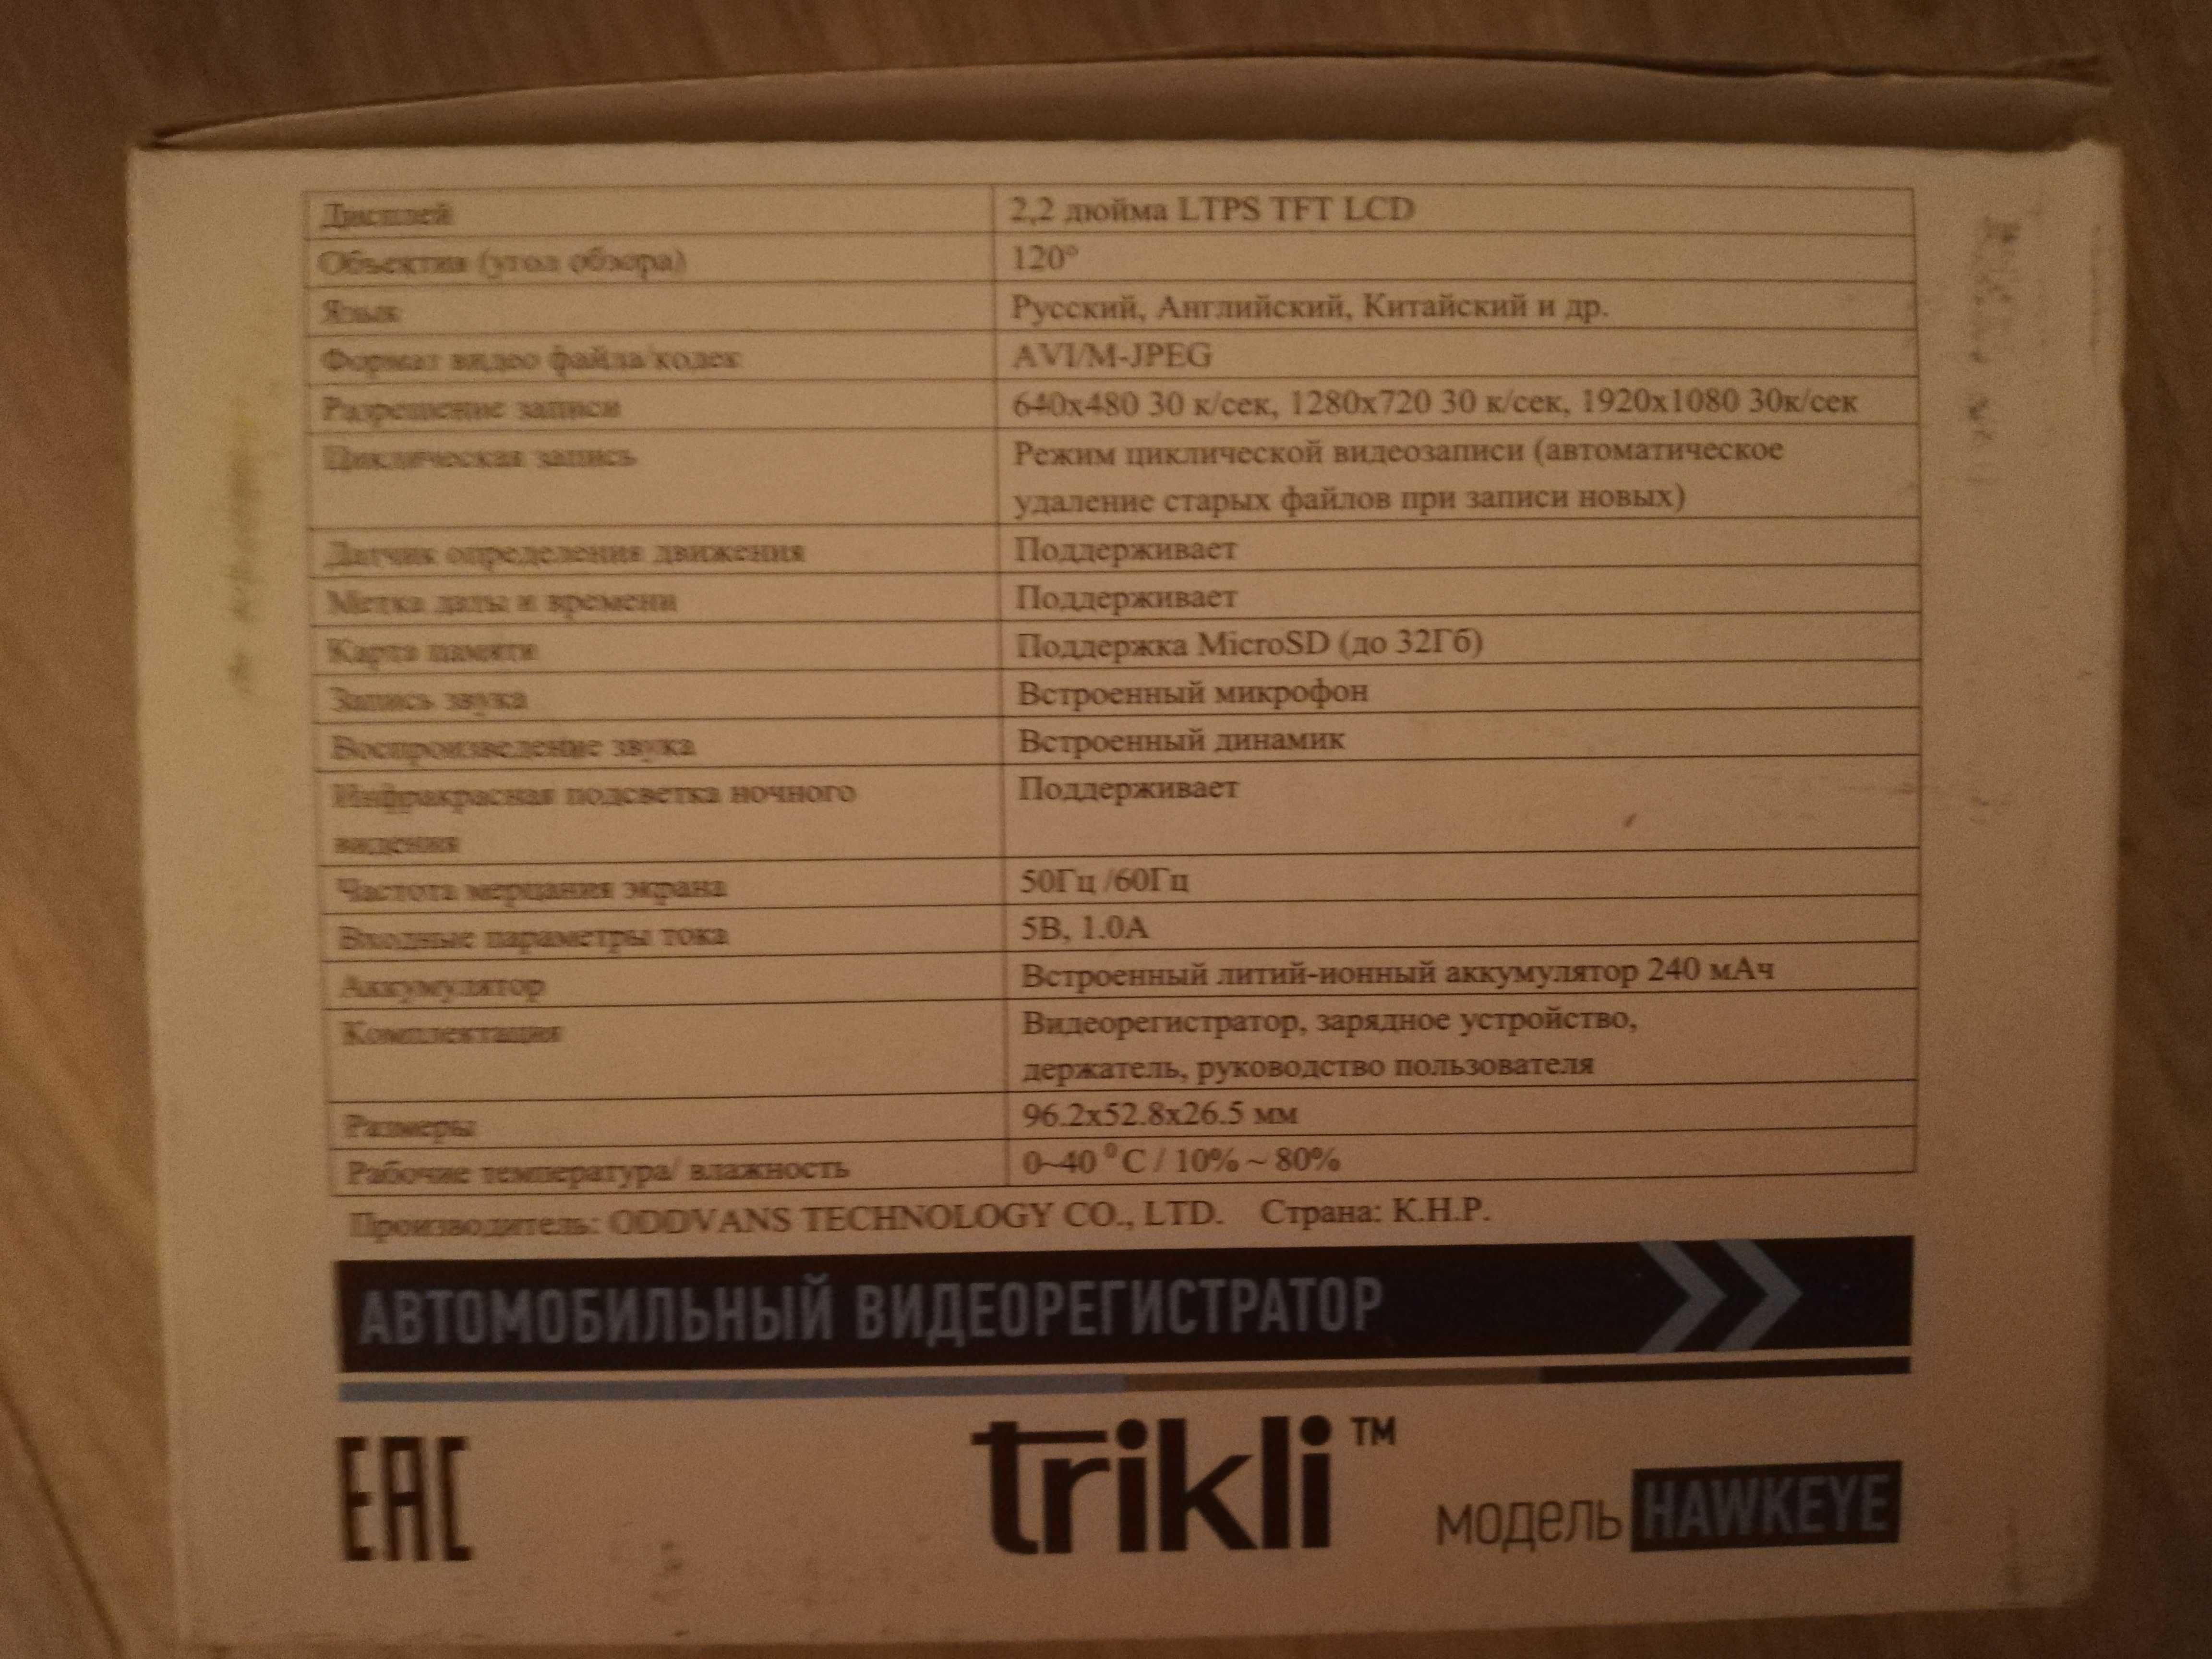 Дисплей 2,2 дюйма LTPS TFT LCD
Объектив (угол обзора) 120°
Язык Русский, Английский, Китайский и др.
Формат видео файла/кодек AVI/M-JPEG
Разрешение записи 640x480 30 к/сек, 1280x720 30 к/сек, 1920x1080 30к/сек
Циклическая запись Режим циклической видеозаписи (автоматическое
удаление старых файлов при записи новых)
Датчик определения движения Поддерживает
Метка даты и времени Поддерживает
Карта памяти Поддержка MicroSD (до 32Гб)
Запись звука Встроенный микрофон
Воспроизведение звука Встроенный динамик
Инфракрасная подсветка ночного Поддерживает
видения
Частота мерцания экрана 50Гц /60Гц
Входные параметры тока 5В, 1.0А
Аккумулятор Встроенный литий-ионный аккумулятор 240 мАч
Комплектация Видеорегистратор, зарядное устройство,
держатель, руководство пользователя
Размеры 96.2x52.8x26.5 мм
Рабочие температура/ влажность 0~40 ⁰C / 10% ~ 80%
Производитель: ODDVANS TECHNOLOGY CO., LTD. Страна: К.Н.Р.
АВТОМОБИЛЬНЫЙ ВИДЕОРЕГИСТРАТОР
EAC
trikli™
модель HAWKEYE